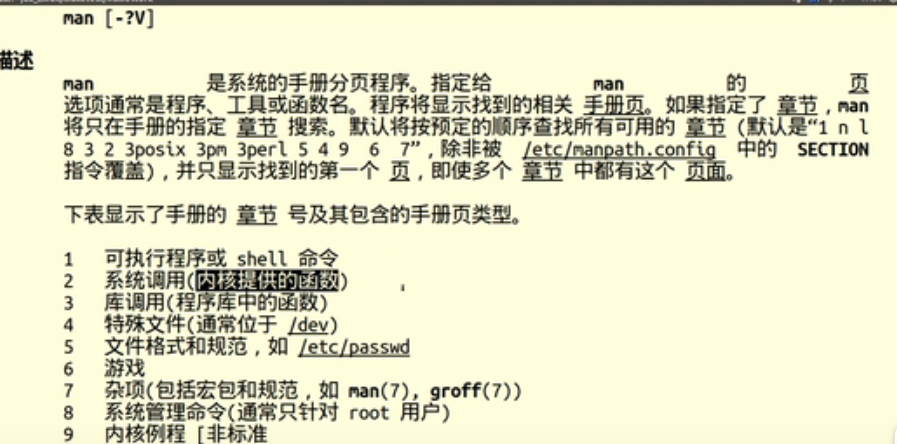 man [-?V]
描述
man 是系统的手册分页程序。指定给 man 的 页
选项通常是程序、工具或函数名。程序将显示找到的相关 手册页。如果指定了 章节，man
将只在手册的指定 章节 搜索。默认将按预定的顺序查找所有可用的 章节 (默认是“1 n l
8 3 2 3posix 3pm 3perl 5 4 9 6 7”，除非被 /etc/manpath.config 中的 SECTION
指令覆盖)，并只显示找到的第一个 页，即使多个 章节 中都有这个 页面。
下表显示了手册的 章节 号及其包含的手册页类型。
1 可执行程序或 shell 命令
2 系统调用(内核提供的函数)
3 库调用(程序库中的函数)
4 特殊文件(通常位于 /dev)
5 文件格式和规范，如 /etc/passwd
6 游戏
7 杂项(包括宏包和规范，如 man(7), groff(7))
8 系统管理命令(通常只针对 root 用户)
9 内核例程 [非标准